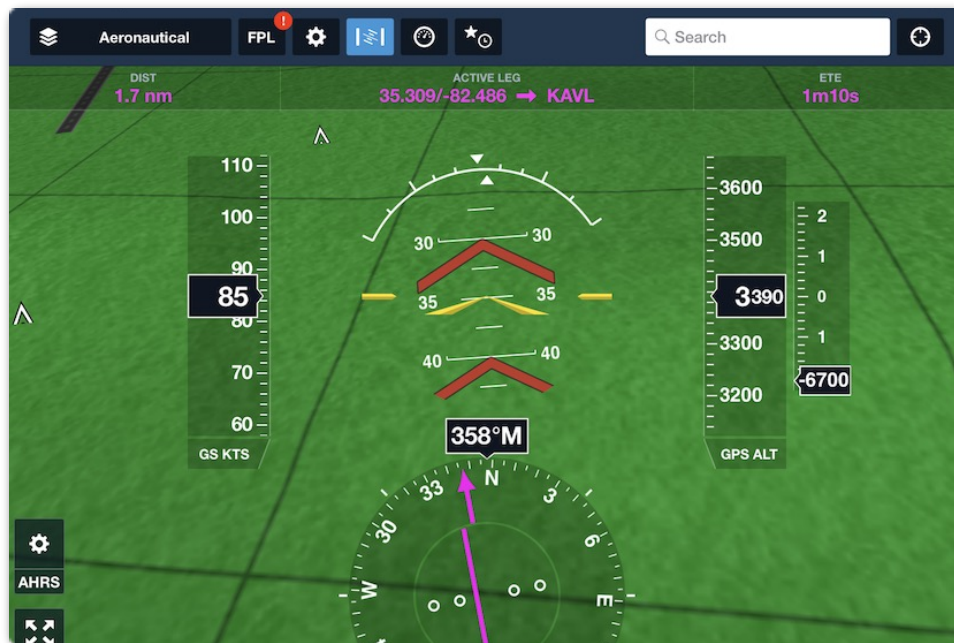 Aeronautical
FPL
!
Search
DIST
1.7 nm
ACTIVE LEG
35.309/-82.486 → KAVL
ETE
1m10s
110
100
90
80
70
60
85
GS KTS
30 30
35 35
40 40
3600
3500
3300
3200
3390
GPS ALT
2
1
0
1
-6700
358°M
30
33
N
3
6
E
W
AHRS